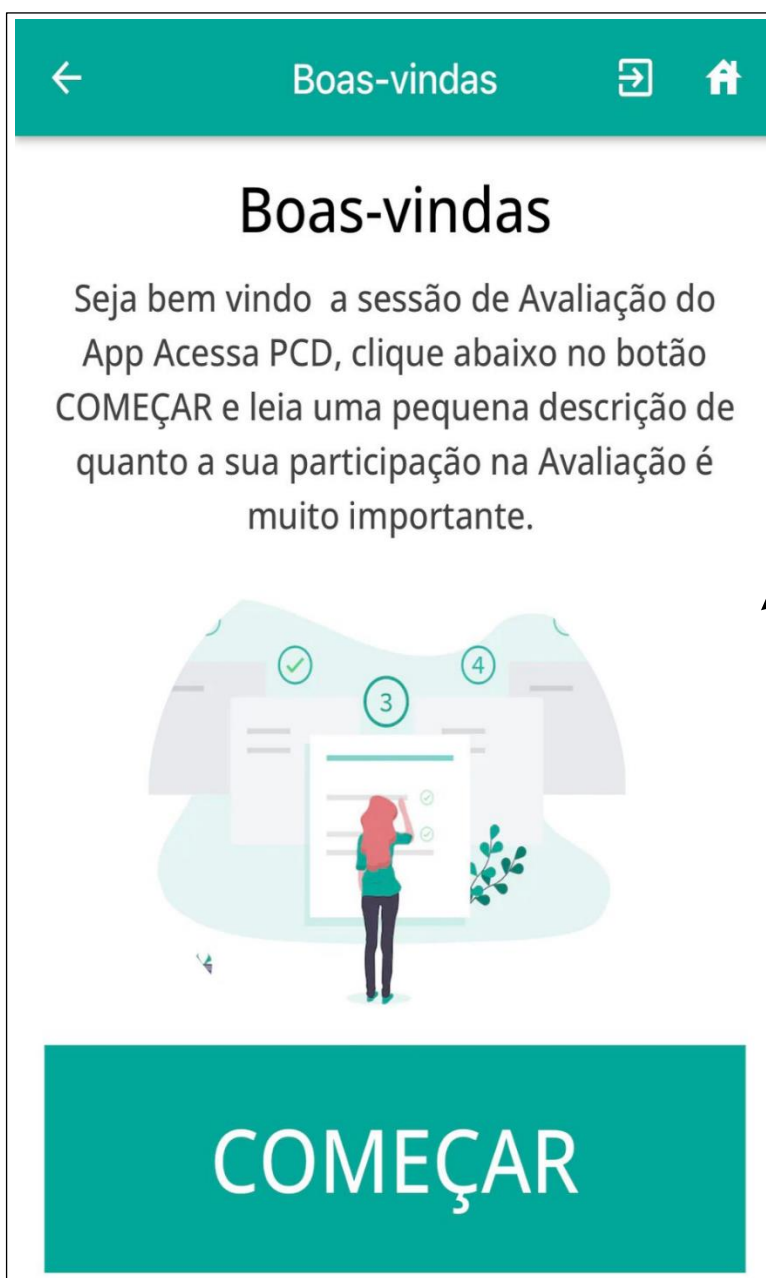 Boas-vindas
Boas-vindas
Seja bem vindo  a sessão de Avaliação do
App Acessa PCD, clique abaixo no botão
COMEÇAR e leia uma pequena descrição de
quanto a sua participação na Avaliação é
muito importante.
4
3
COMEÇAR